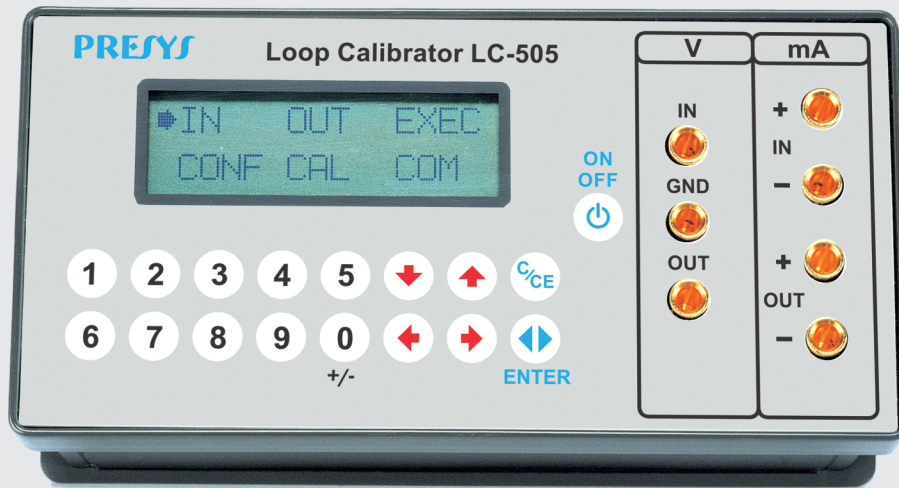 PRESYS
Loop Calibrator LC-505
IN OUT EXEC
CONF CAL COM
ON
OFF
1 2 3 4 5 C/CE
6 7 8 9 0
+/-
ENTER
V
IN
GND
OUT
mA
+
IN
-
+
OUT
-